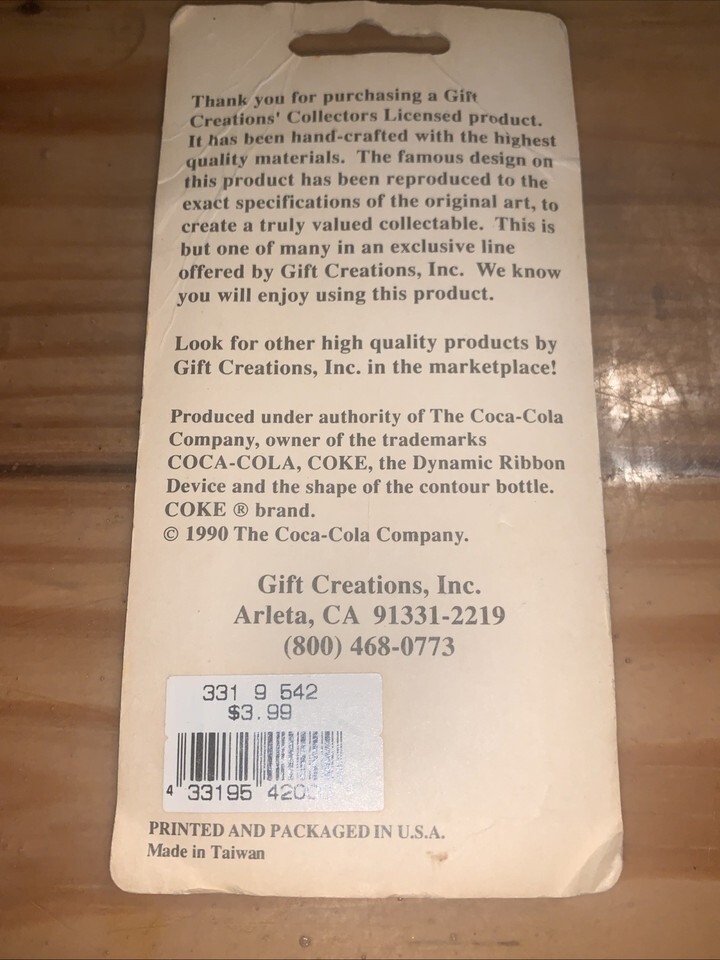 Thank you for purchasing a Gift
Creations' Collectors Licensed product.
It has been hand-crafted with the highest
quality materials. The famous design on
this product has been reproduced to the
exact specifications of the original art, to
create a truly valued collectable. This is
but one of many in an exclusive line
offered by Gift Creations, Inc. We know
you will enjoy using this product.
Look for other high quality products by
Gift Creations, Inc. in the marketplace!
Produced under authority of The Coca-Cola
Company, owner of the trademarks
COCA-COLA, COKE, the Dynamic Ribbon
Device and the shape of the contour bottle.
COKE ® brand.
© 1990 The Coca-Cola Company.
Gift Creations, Inc.
Arleta, CA 91331-2219
(800) 468-0773
331 9 542
$3.99
4 33195
PRINTED AND PACKAGED IN U.S.A.
Made in Taiwan